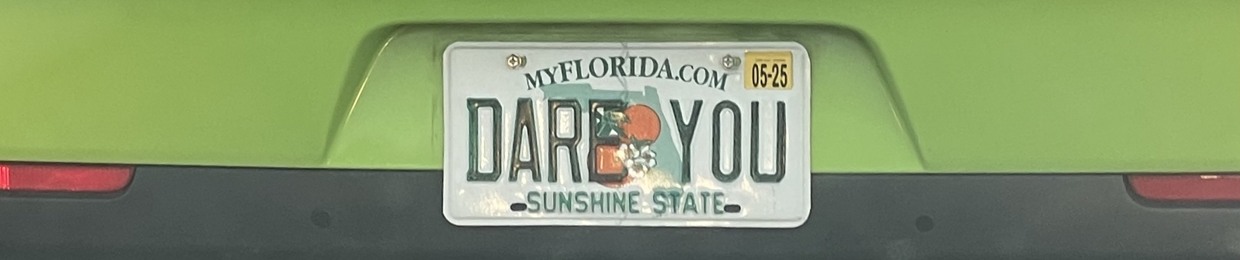 MYFLORIDA.COM
05-25
DARE YOU
SUNSHINE STATE